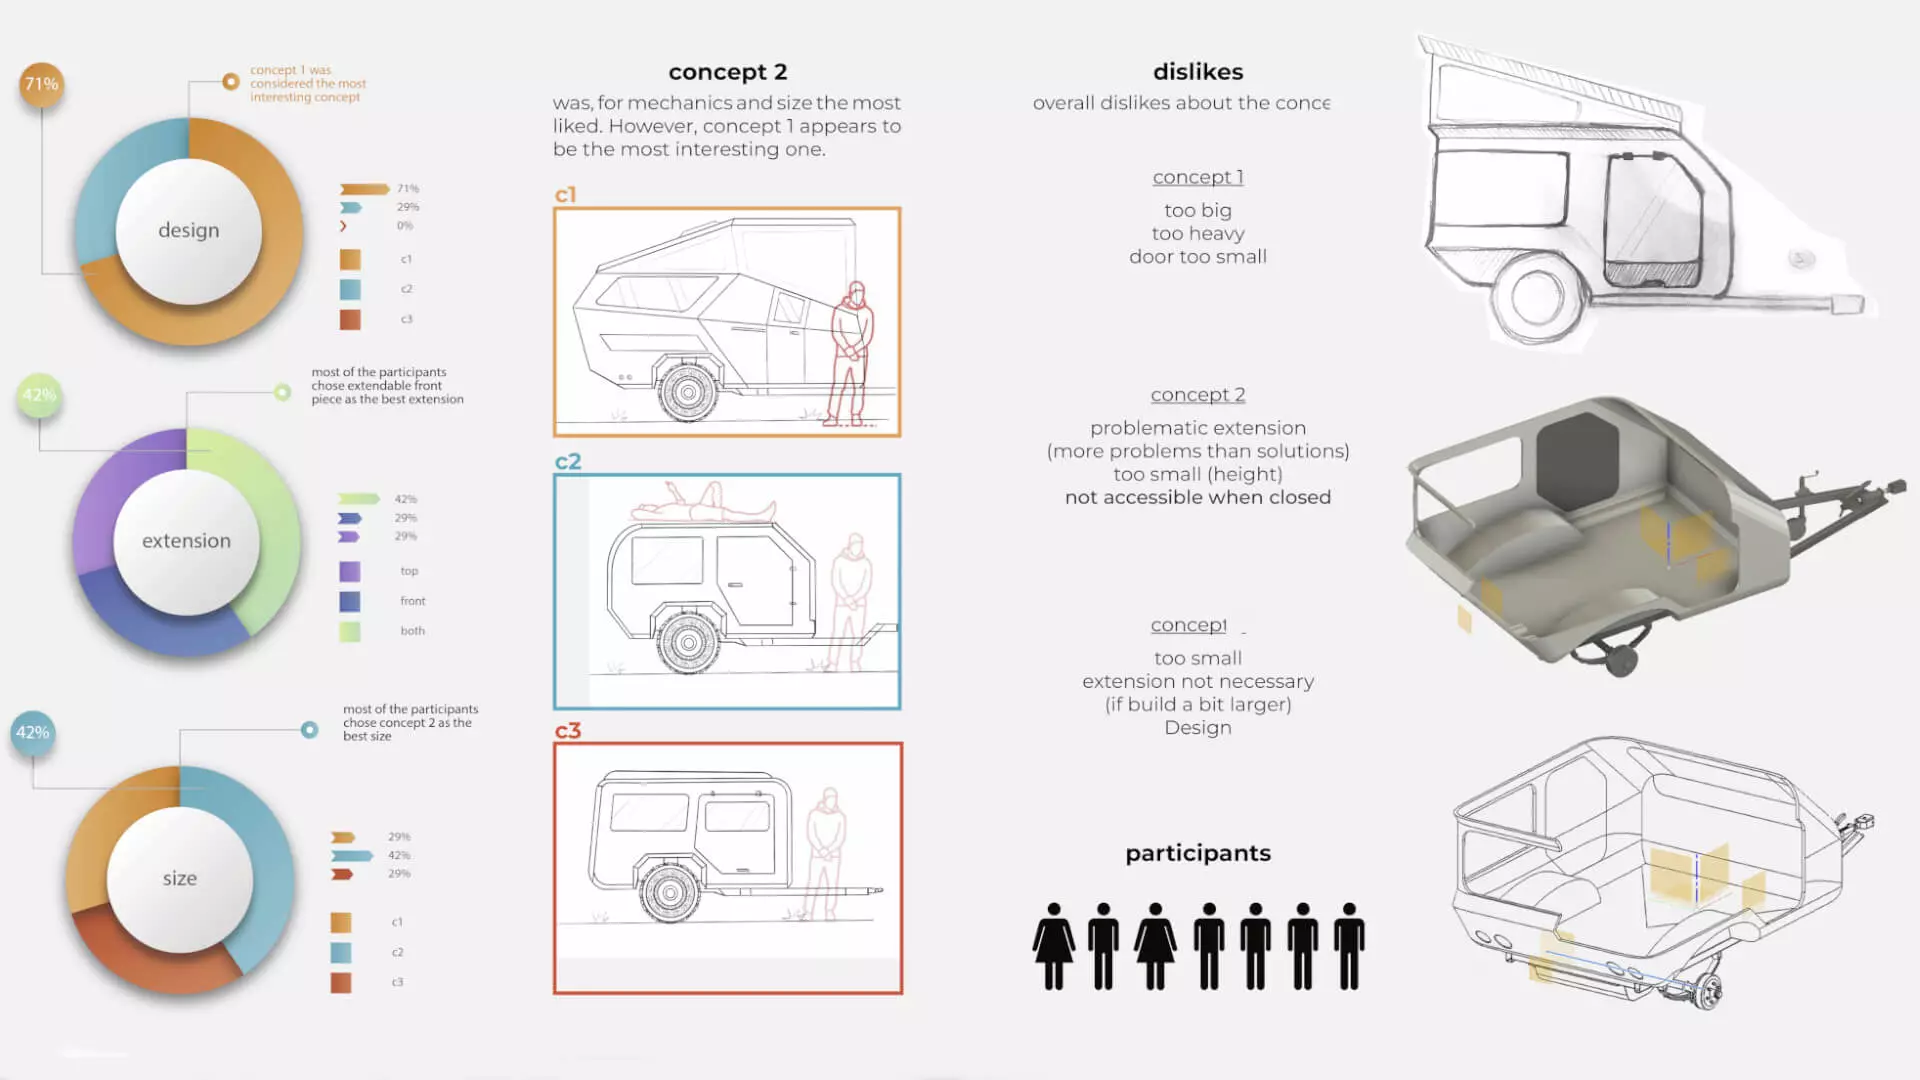 71%
concept 1 was
considered the most
interesting concept
design
71%
29%
0%
c1
c2
c3
42%
most of the participants
chose extendable front
piece as the best extension
extension
42%
29%
29%
top
front
both
42%
most of the participants
chose concept 2 as the
best size
size
29%
42%
29%
c1
c2
c3
concept 2
was, for mechanics and size the most
liked. However, concept 1 appears to
be the most interesting one.
c1
c2
c3
dislikes
overall dislikes about the conce
concept 1
too big
too heavy
door too small
concept 2
problematic extension
(more problems than solutions)
too small (height)
not accessible when closed
concept
too small
extension not necessary
(if build a bit larger)
Design
participants